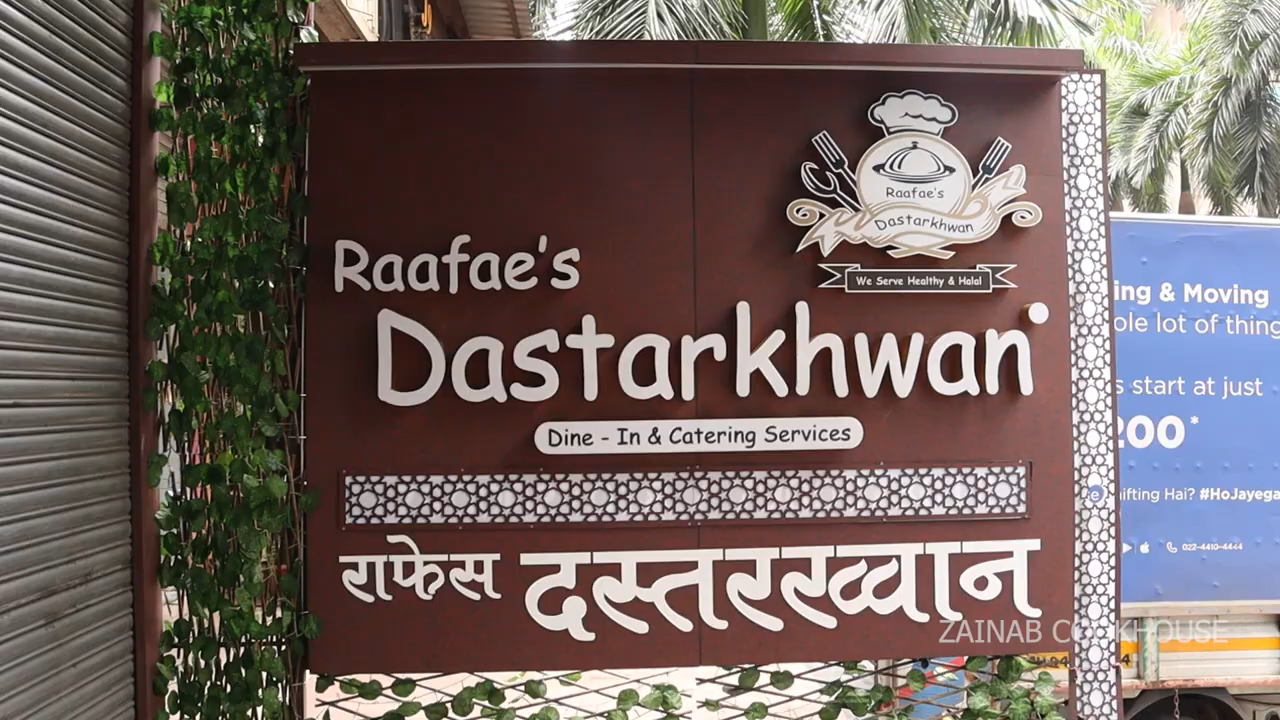 Raafae's
Dastarkhwan
We Serve Healthy & Halal
Raafae's
Dastarkhwan
Dine - In & Catering Services
राफेस दस्तरख्वान
ZAINAB COOKHOUSE
ing & Moving
ole lot of thing
s start at just
200*
ifting Hai? #HoJayega
022-4410-4444